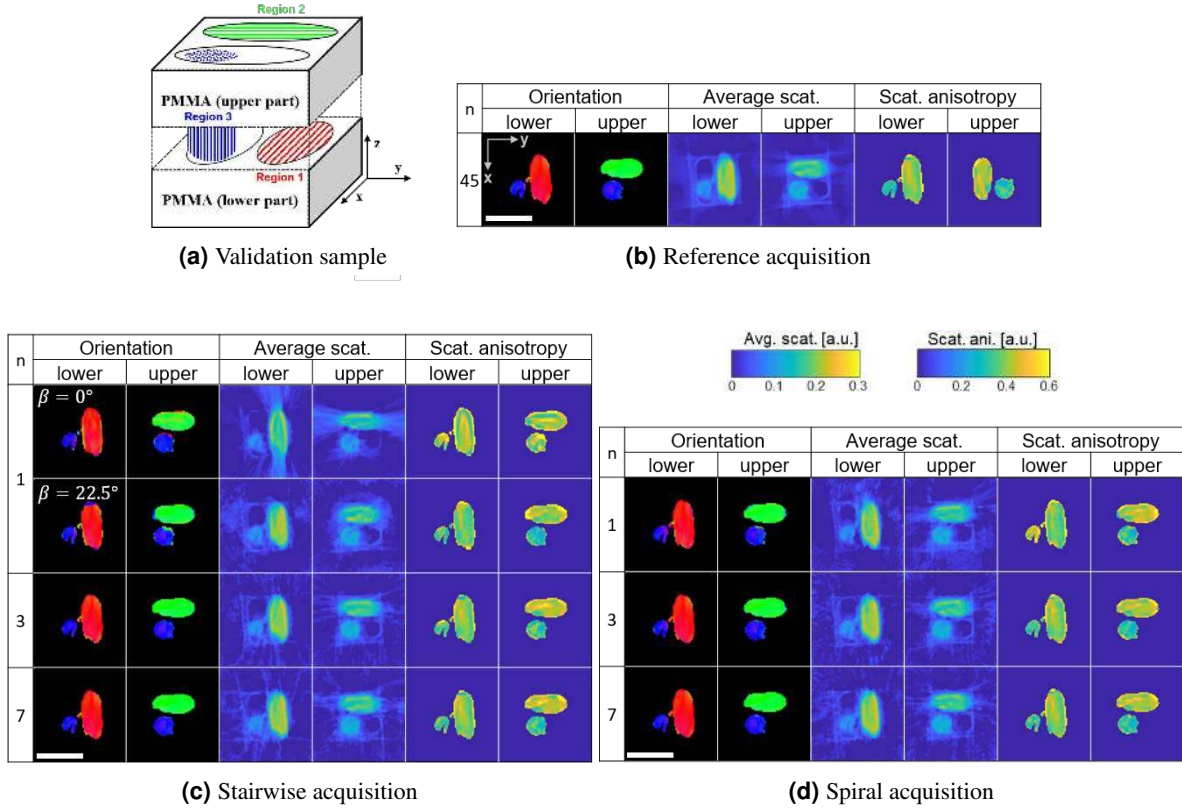 Region 2
PMMA (upper part)
Region 3
Region 1
PMMA (lower part)
z
y
x
(a) Validation sample
n
Orientation
Average scat.
Scat. anisotropy
lower
upper
lower
upper
lower
upper
45
y
x
(b) Reference acquisition
n
Orientation
Average scat.
Scat. anisotropy
lower
upper
lower
upper
lower
upper
1
β = 0°
β = 22.5°
3
7
(c) Stairwise acquisition
Avg. scat. [a.u.]
0 0.1 0.2 0.3
Scat. ani. [a.u.]
0 0.2 0.4 0.6
n
Orientation
Average scat.
Scat. anisotropy
lower
upper
lower
upper
lower
upper
1
3
7
(d) Spiral acquisition